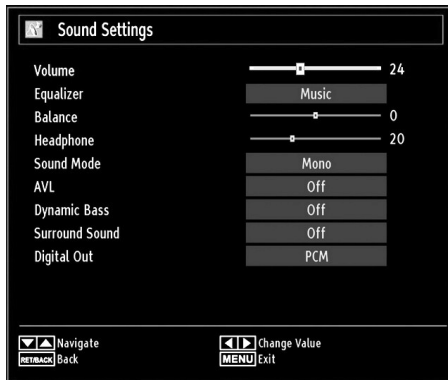 Sound Settings
Volume 24
Equalizer Music
Balance 0
Headphone 20
Sound Mode Mono
AVL Off
Dynamic Bass Off
Surround Sound Off
Digital Out PCM
Navigate Change Value
RET/BACK Back MENU Exit